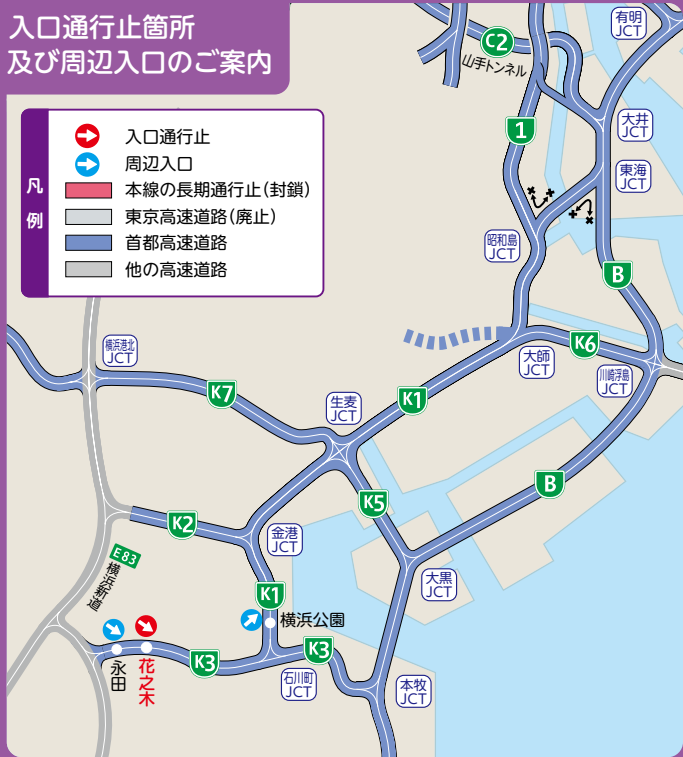 入口通行止箇所
及び周辺入口のご案内
凡例
入口通行止
周辺入口
本線の長期通行止(封鎖)
東京高速道路(廃止)
首都高速道路
他の高速道路
有明
JCT
C2
山手トンネル
1
大井
JCT
東海
JCT
昭和島
JCT
B
横浜港北
JCT
K7
大師
JCT
K6
川崎浮島
JCT
生麦
JCT
K1
K5
B
K2
金港
JCT
E83
横浜新道
大黒
JCT
K1
横浜公園
永田
花之木
K3
K3
石川町
JCT
本牧
JCT